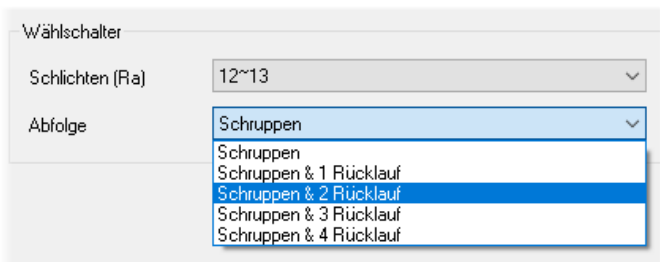 Wählschalter
Schlichten (Ra) 12~13
Abfolge Schruppen
Schruppen
Schruppen & 1 Rücklauf
Schruppen & 2 Rücklauf
Schruppen & 3 Rücklauf
Schruppen & 4 Rücklauf